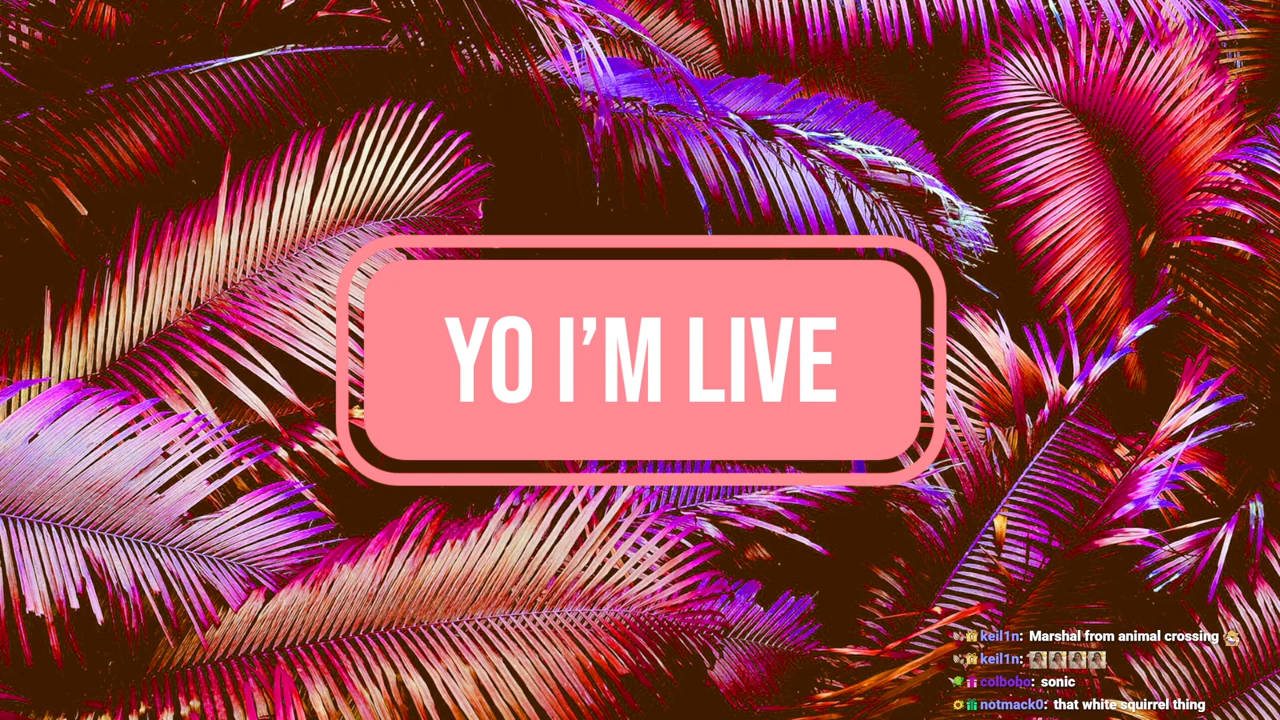 YO I’M LIVE
keil1n: Marshal from animal crossing
keil1n:
colbobo: sonic
notmack0: that white squirrel thing